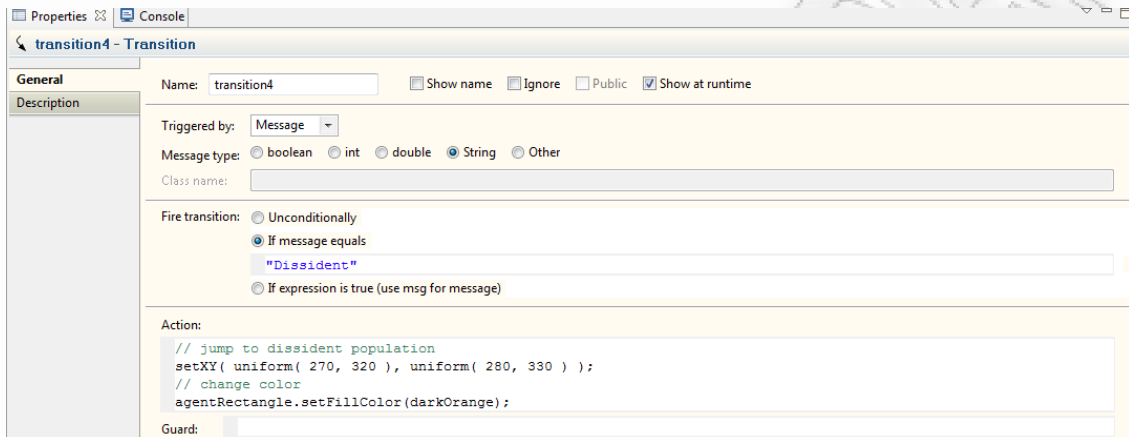 Properties Console
transition4 - Transition
General
Description
Name: transition4 Show name Ignore Public Show at runtime
Triggered by: Message
Message type: boolean int double String Other
Class name:
Fire transition: Unconditionally
If message equals
"Dissident"
If expression is true (use msg for message)
Action:
// jump to dissident population
setXY( uniform( 270, 320 ), uniform( 280, 330 ) );
// change color
agentRectangle.setFillColor(darkOrange);
Guard: